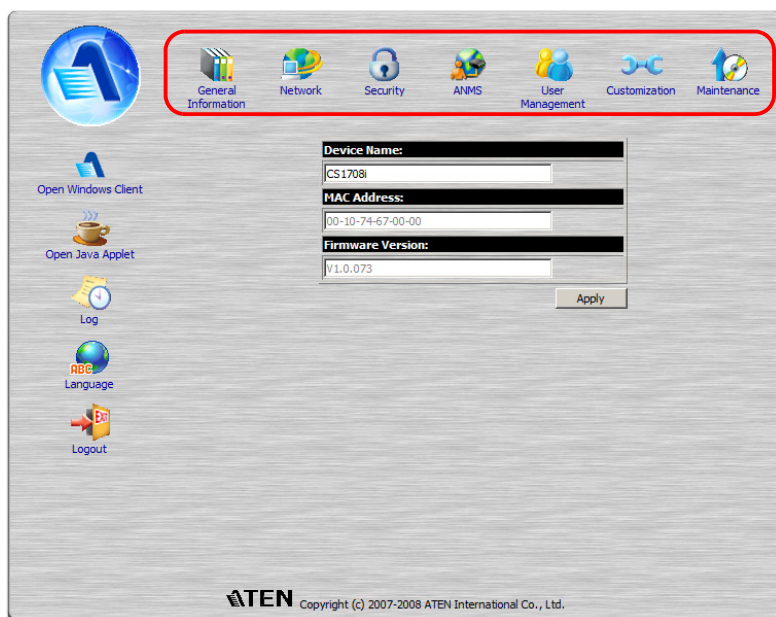 General Information
Network
Security
ANMS
User Management
Customization
Maintenance
Open Windows Client
Open Java Applet
Log
ABC
Language
EXIT
Logout
Device Name:
CS1708i
MAC Address:
00-10-74-67-00-00
Firmware Version:
V1.0.073
Apply
ATEN Copyright (c) 2007-2008 ATEN International Co., Ltd.